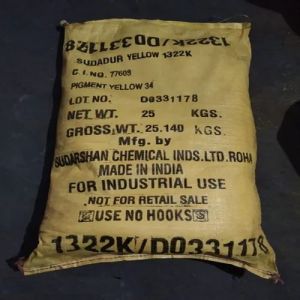 1322K/D0331178
SUDADUR YELLOW 1322K
C.I.NO. 77603
PIGMENT YELLOW 34
LOT NO. D0331178
NET WT. 25 KGS.
GROSS WT. 25.140 KGS.
Mfg. by
SUDARSHAN CHEMICAL INDS.LTD.ROHA
MADE IN INDIA
FOR INDUSTRIAL USE
NOT FOR RETAIL SALE
USE NO HOOKS
1322K/D0331178